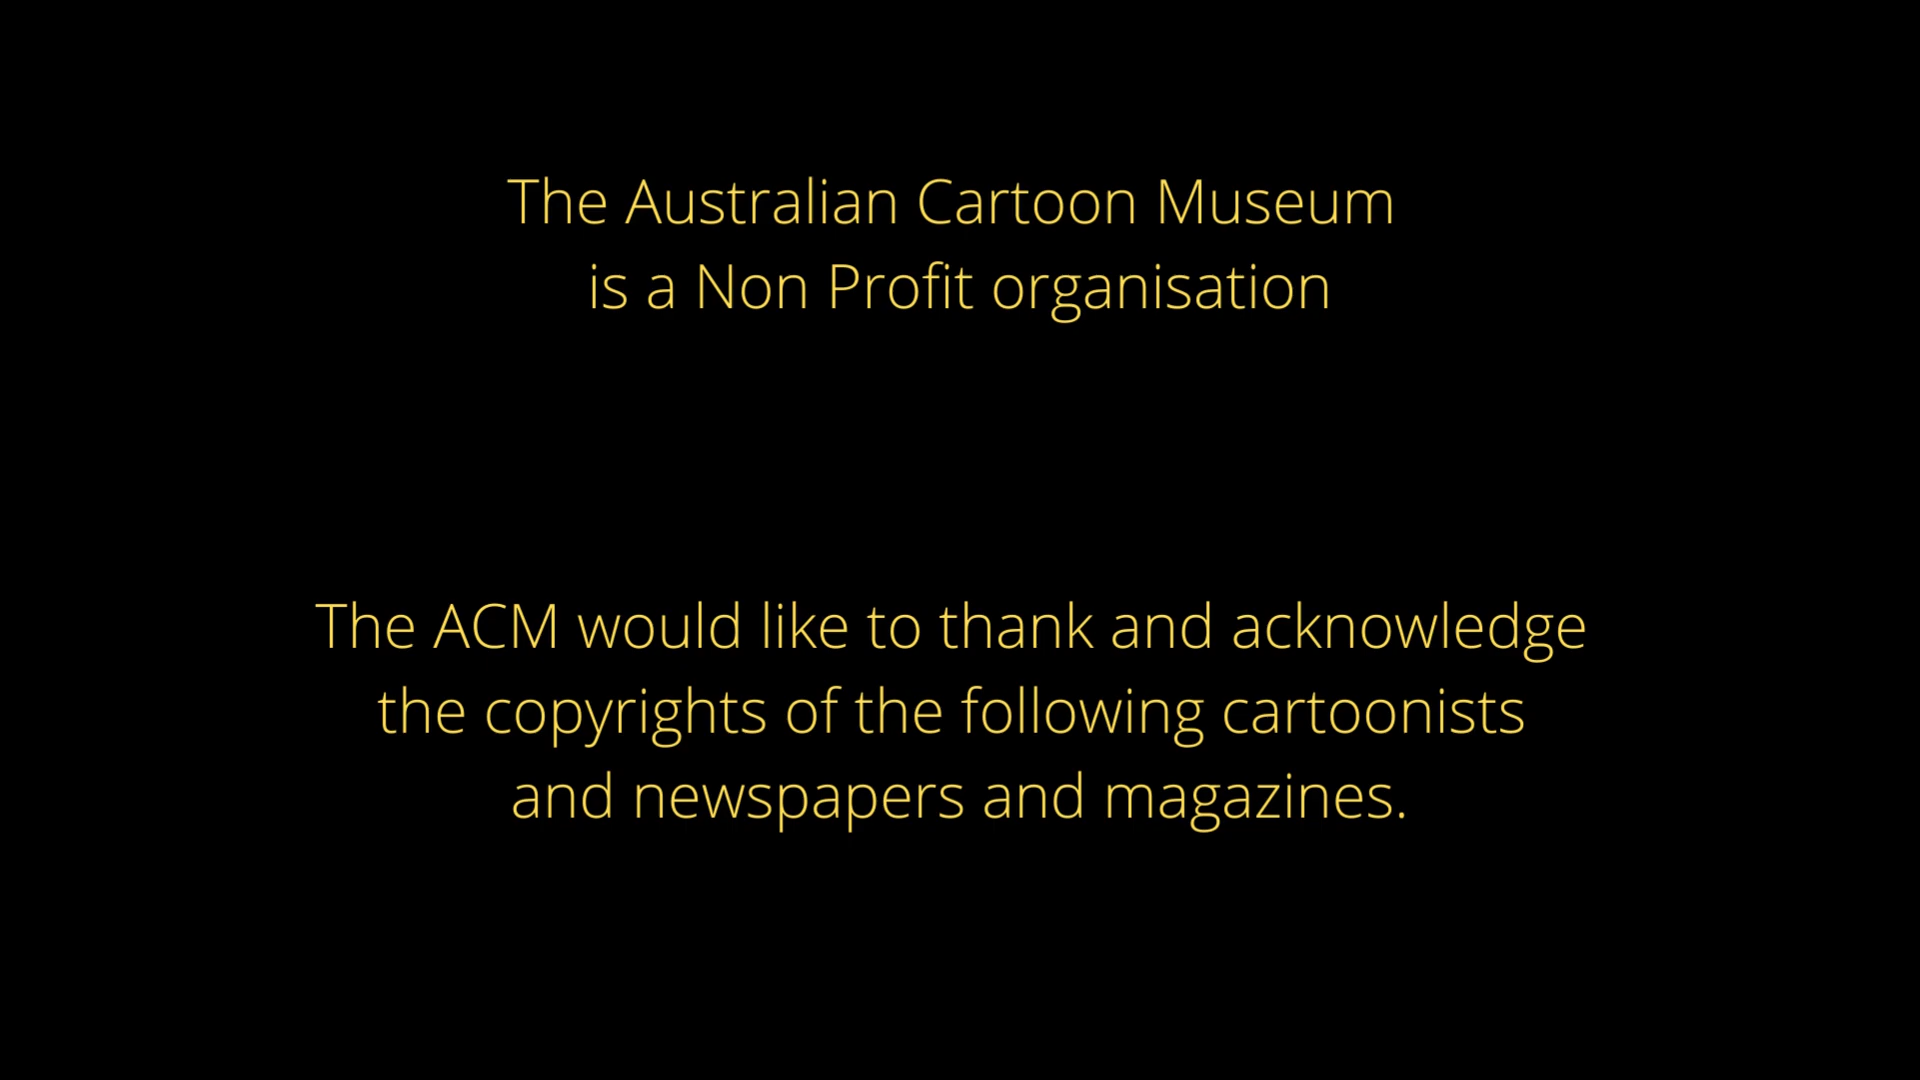 The Australian Cartoon Museum
is a Non Profit organisation
The ACM would like to thank and acknowledge
the copyrights of the following cartoonists
and newspapers and magazines.